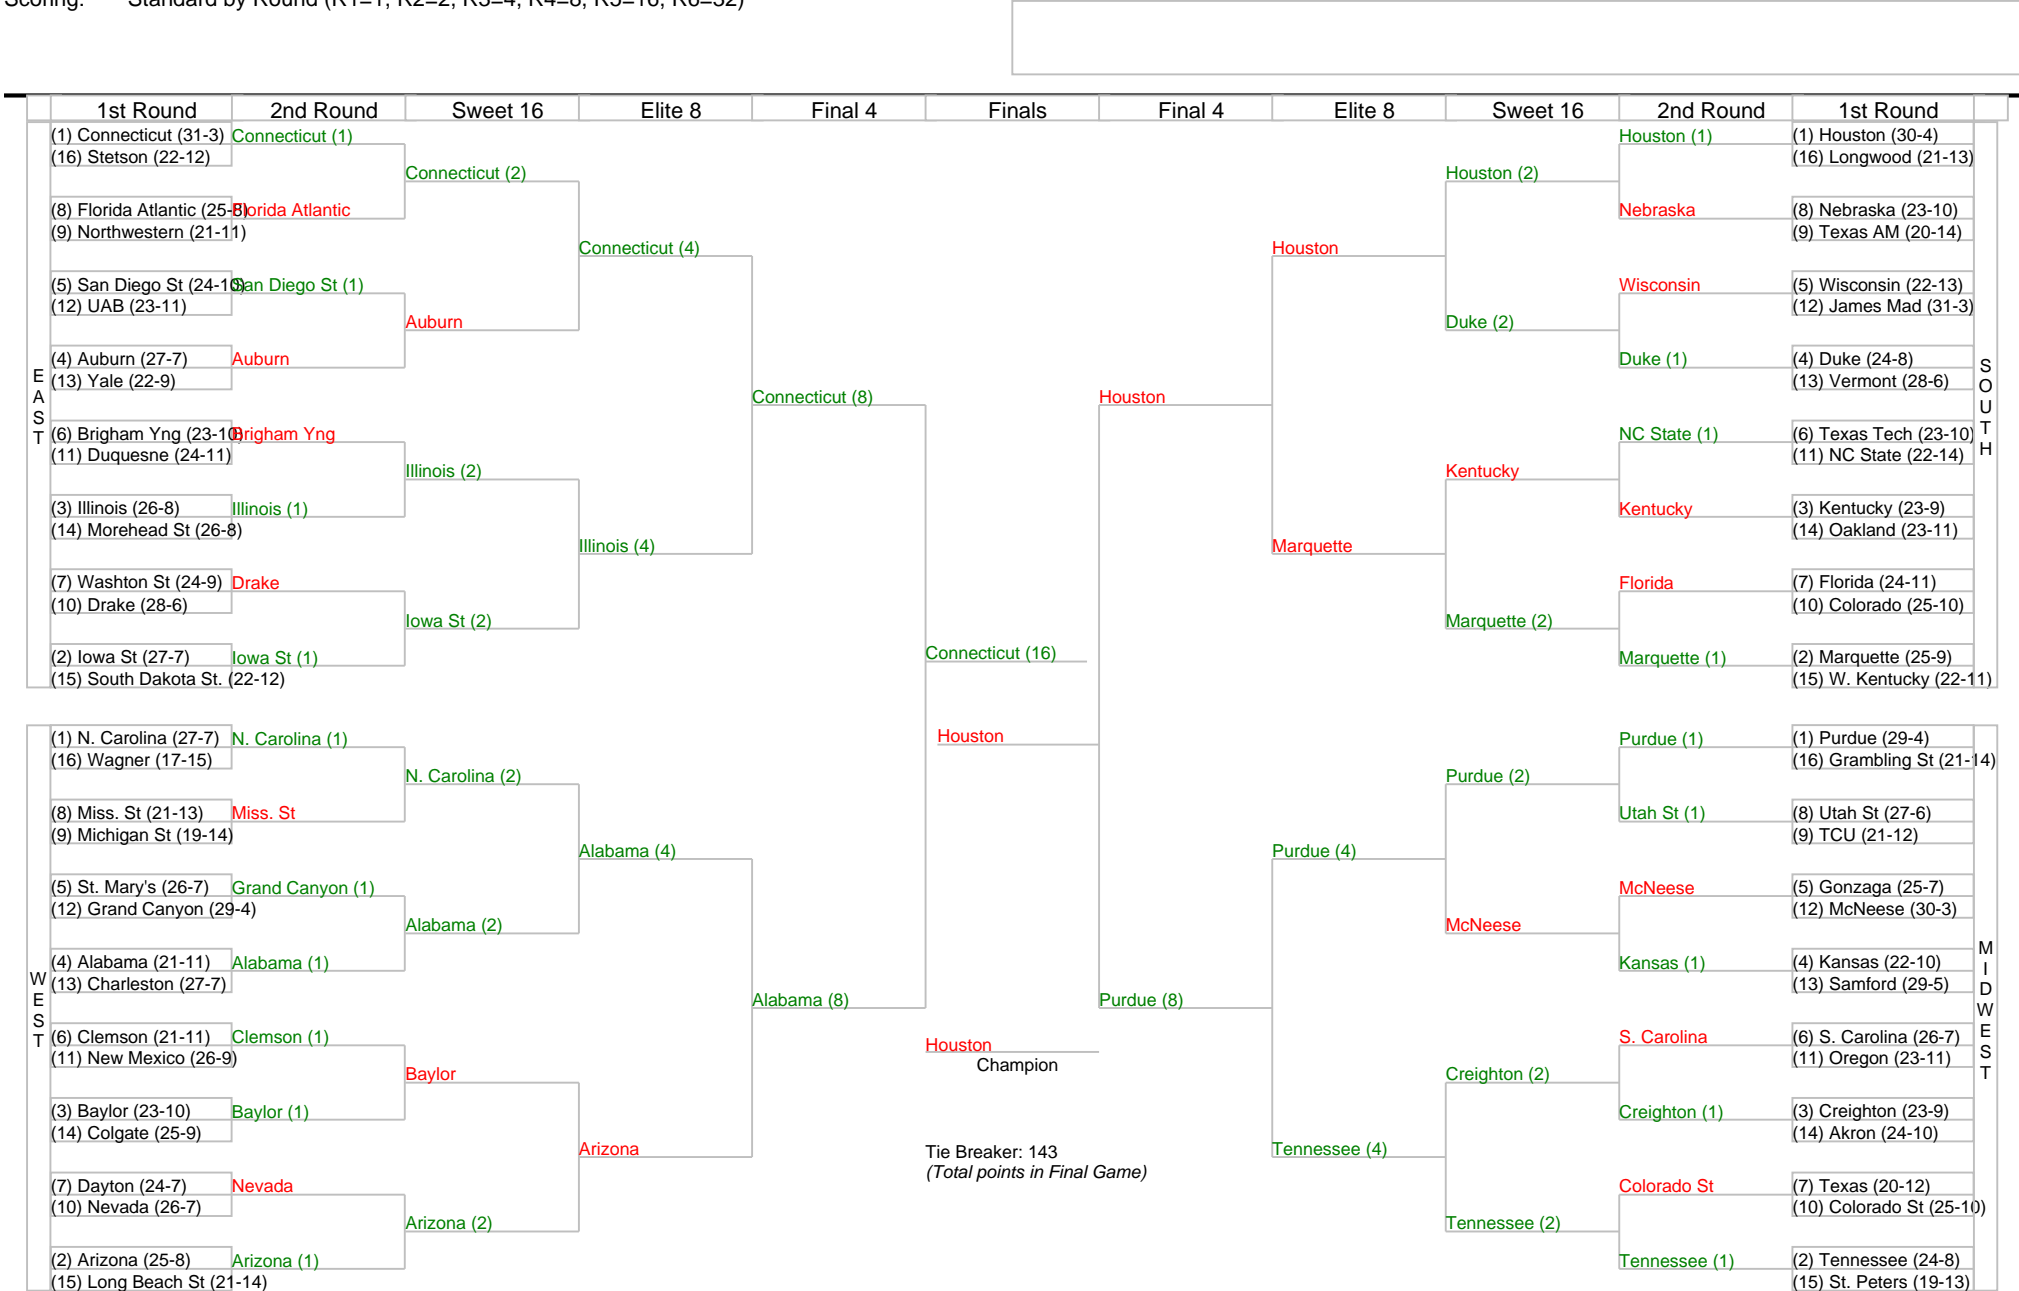 Scoring: Standard by Round (R1=1, R2=2, R3=4, R4=8, R5=16, R6=32)
1st Round 2nd Round Sweet 16 Elite 8 Final 4 Finals Final 4 Elite 8 Sweet 16 2nd Round 1st Round
(1) Connecticut (31-3) Connecticut (1) Houston (1) (1) Houston (30-4)
(16) Stetson (22-12) (16) Longwood (21-13)
Connecticut (2) Houston (2)
(8) Florida Atlantic (25-8) Florida Atlantic Nebraska (8) Nebraska (23-10)
(9) Northwestern (21-11) (9) Texas AM (20-14)
Connecticut (4) Houston
(5) San Diego St (24-10) San Diego St (1) Wisconsin (5) Wisconsin (22-13)
(12) UAB (23-11) (12) James Mad (31-3)
Auburn Duke (2)
(4) Auburn (27-7) Auburn Duke (1) (4) Duke (24-8)
(13) Yale (22-9) (13) Vermont (28-6)
EAST SOUTH
Connecticut (8) Houston
(6) Brigham Yng (23-10) Brigham Yng NC State (1) (6) Texas Tech (23-10)
(11) Duquesne (24-11) (11) NC State (22-14)
Illinois (2) Kentucky
(3) Illinois (26-8) Illinois (1) Kentucky (3) Kentucky (23-9)
(14) Morehead St (26-8) (14) Oakland (23-11)
Illinois (4) Marquette
(7) Washton St (24-9) Drake Florida (7) Florida (24-11)
(10) Drake (28-6) (10) Colorado (25-10)
Iowa St (2) Marquette (2)
Connecticut (16)
(2) Iowa St (27-7) Iowa St (1) Marquette (1) (2) Marquette (25-9)
(15) South Dakota St. (22-12) (15) W. Kentucky (22-11)
(1) N. Carolina (27-7) N. Carolina (1) Houston Purdue (1) (1) Purdue (29-4)
(16) Wagner (17-15) (16) Grambling St (21-14)
N. Carolina (2) Purdue (2)
(8) Miss. St (21-13) Miss. St Utah St (1) (8) Utah St (27-6)
(9) Michigan St (19-14) (9) TCU (21-12)
Alabama (4) Purdue (4)
(5) St. Mary's (26-7) Grand Canyon (1) McNeese (5) Gonzaga (25-7)
(12) Grand Canyon (29-4) (12) McNeese (30-3)
Alabama (2) McNeese
(4) Alabama (21-11) Alabama (1) Kansas (1) (4) Kansas (22-10)
(13) Charleston (27-7) (13) Samford (29-5)
WEST MIDWEST
Alabama (8) Purdue (8)
(6) Clemson (21-11) Clemson (1) Houston S. Carolina (6) S. Carolina (26-7)
(11) New Mexico (26-9) Champion (11) Oregon (23-11)
Baylor Creighton (2)
(3) Baylor (23-10) Baylor (1) Creighton (1) (3) Creighton (23-9)
(14) Colgate (25-9) (14) Akron (24-10)
Arizona Tie Breaker: 143 Tennessee (4)
(Total points in Final Game)
(7) Dayton (24-7) Nevada Colorado St (7) Texas (20-12)
(10) Nevada (26-7) (10) Colorado St (25-10)
Arizona (2) Tennessee (2)
(2) Arizona (25-8) Arizona (1) Tennessee (1) (2) Tennessee (24-8)
(15) Long Beach St (21-14) (15) St. Peters (19-13)